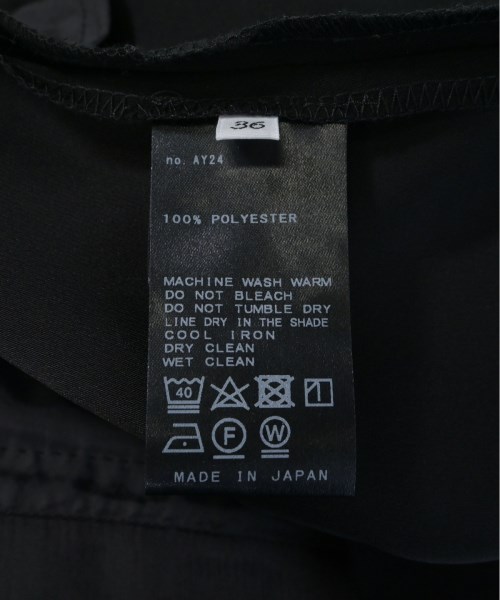 36
no. AY24
100% POLYESTER
MACHINE WASH WARM
DO NOT BLEACH
DO NOT TUMBLE DRY
LINE DRY IN THE SHADE
COOL IRON
DRY CLEAN
WET CLEAN
40
F W
MADE IN JAPAN